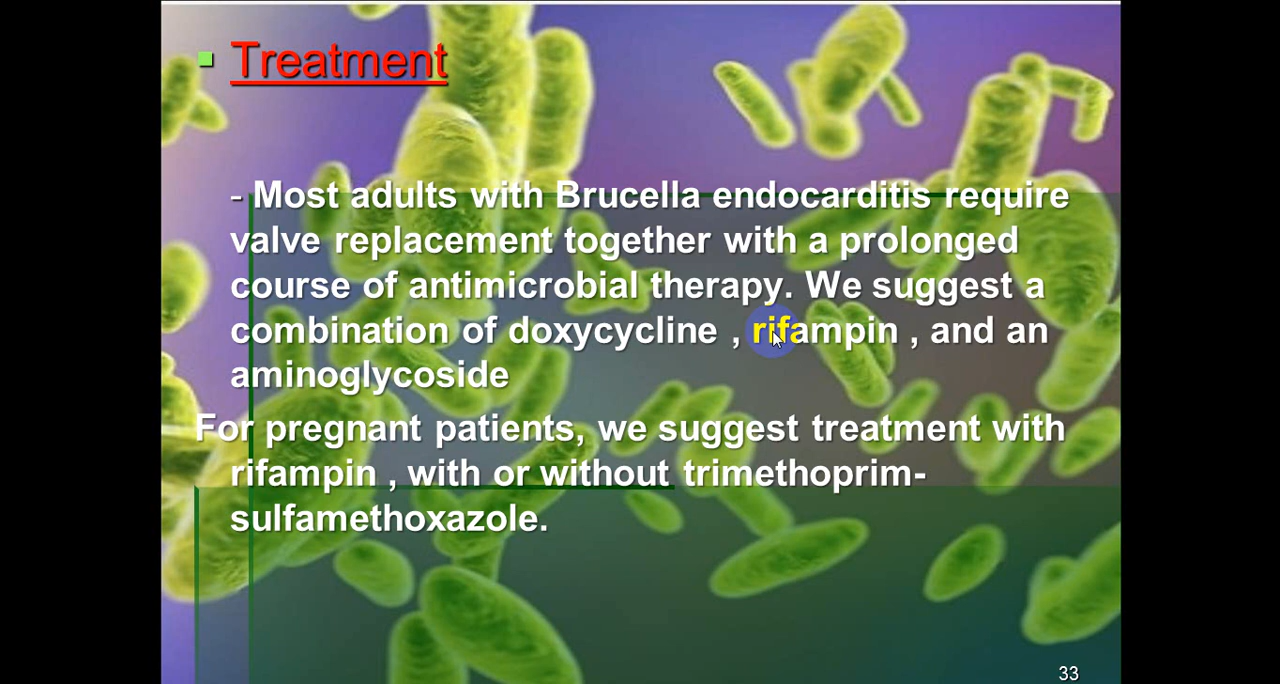 Treatment
- Most adults with Brucella endocarditis require
valve replacement together with a prolonged
course of antimicrobial therapy. We suggest a
combination of doxycycline , rifampin , and an
aminoglycoside
For pregnant patients, we suggest treatment with
rifampin , with or without trimethoprim-
sulfamethoxazole.
33